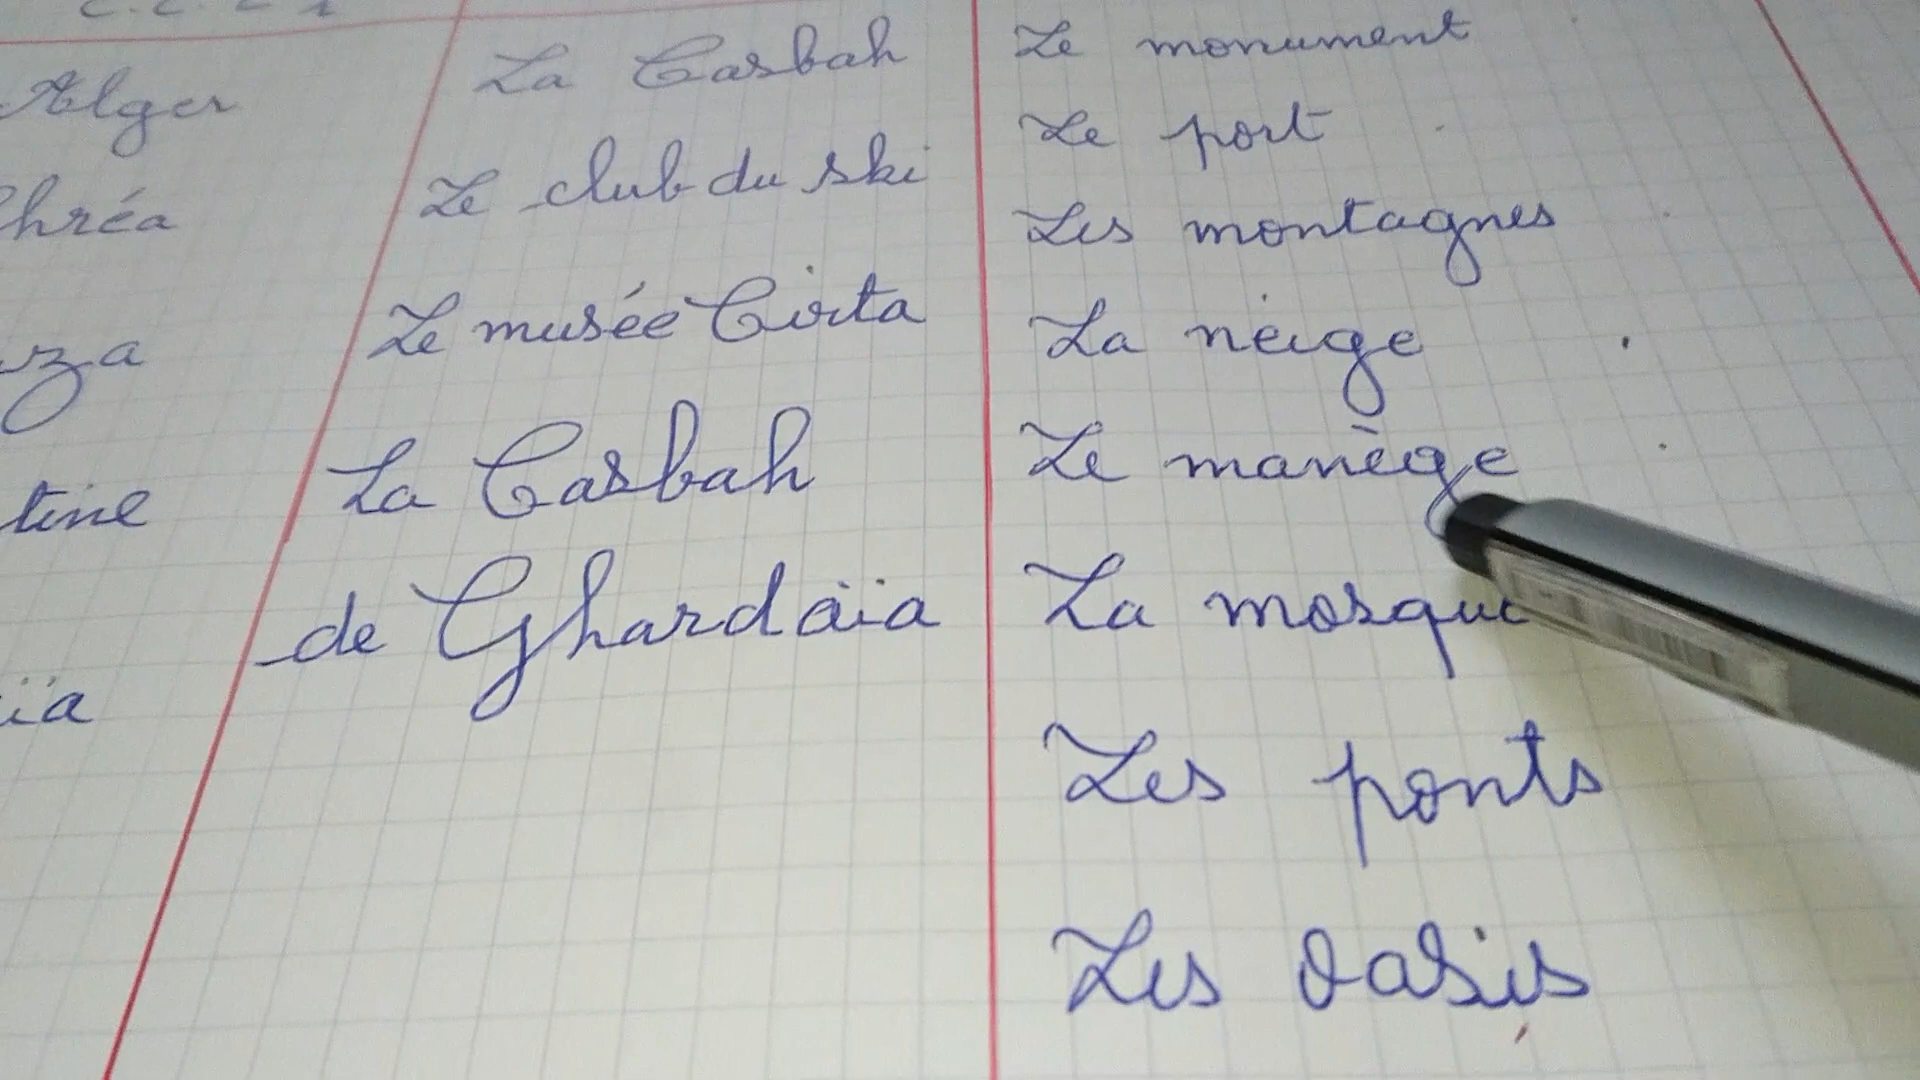 Alger
La Casbah
Le monument
Le port
hréa
Le club du ski
Les montagnes
za
Le musée Cirta
La neige
tine
La Casbah
Le manège
de Ghardaïa
La mosqu
ïa
Les ponts
Les oasis